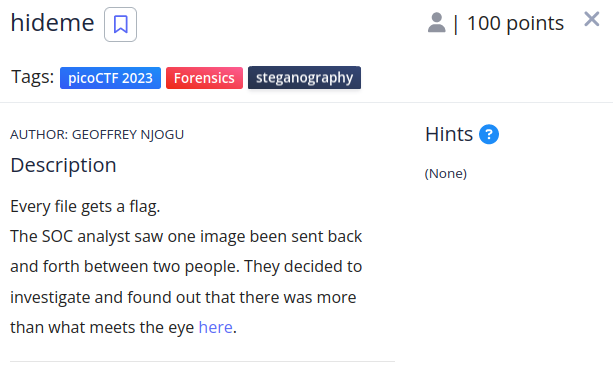 hideme
| 100 points
Tags: picoCTF 2023 Forensics steganography
AUTHOR: GEOFFREY NJOGU
Hints ?
Description
(None)
Every file gets a flag.
The SOC analyst saw one image been sent back
and forth between two people. They decided to
investigate and found out that there was more
than what meets the eye here.